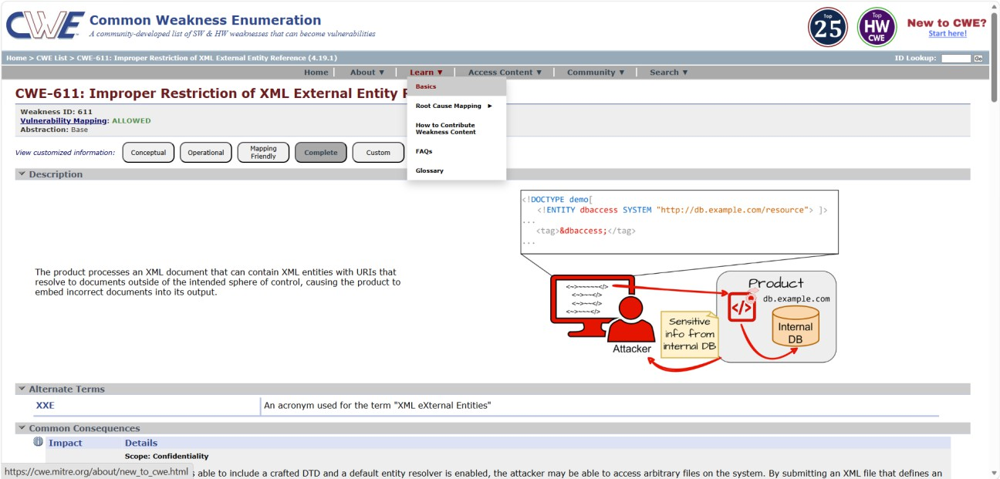 CWE Common Weakness Enumeration
A community-developed list of SW & HW weaknesses that can become vulnerabilities
Top 25
Top HW CWE
New to CWE?
Start here!
Home > CWE List > CWE-611: Improper Restriction of XML External Entity Reference (4.19.1)
ID Lookup: Go
Home | About ▼ | Learn ▼ | Access Content ▼ | Community ▼ | Search ▼
Basics
Root Cause Mapping ►
How to Contribute
Weakness Content
FAQs
Glossary
CWE-611: Improper Restriction of XML External Entity
Weakness ID: 611
Vulnerability Mapping: ALLOWED
Abstraction: Base
View customized information:
Conceptual
Operational
Mapping
Friendly
Complete
Custom
Description
The product processes an XML document that can contain XML entities with URIs that
resolve to documents outside of the intended sphere of control, causing the product to
embed incorrect documents into its output.
<!DOCTYPE demo[
<!ENTITY dbaccess SYSTEM "http://db.example.com/resource"> ]>
...
<tag>&dbaccess;</tag>
...
<~>~~~~~~</>
<~>~~</>
<~>~~</>
<~>~~~</>
Attacker
Sensitive
info from
internal DB
Product
db.example.com
</>
Internal
DB
Alternate Terms
XXE An acronym used for the term "XML eXternal Entities"
Common Consequences
Impact Details
Scope: Confidentiality
able to include a crafted DTD and a default entity resolver is enabled, the attacker may be able to access arbitrary files on the system. By submitting an XML file that defines an
https://cwe.mitre.org/about/new_to_cwe.html